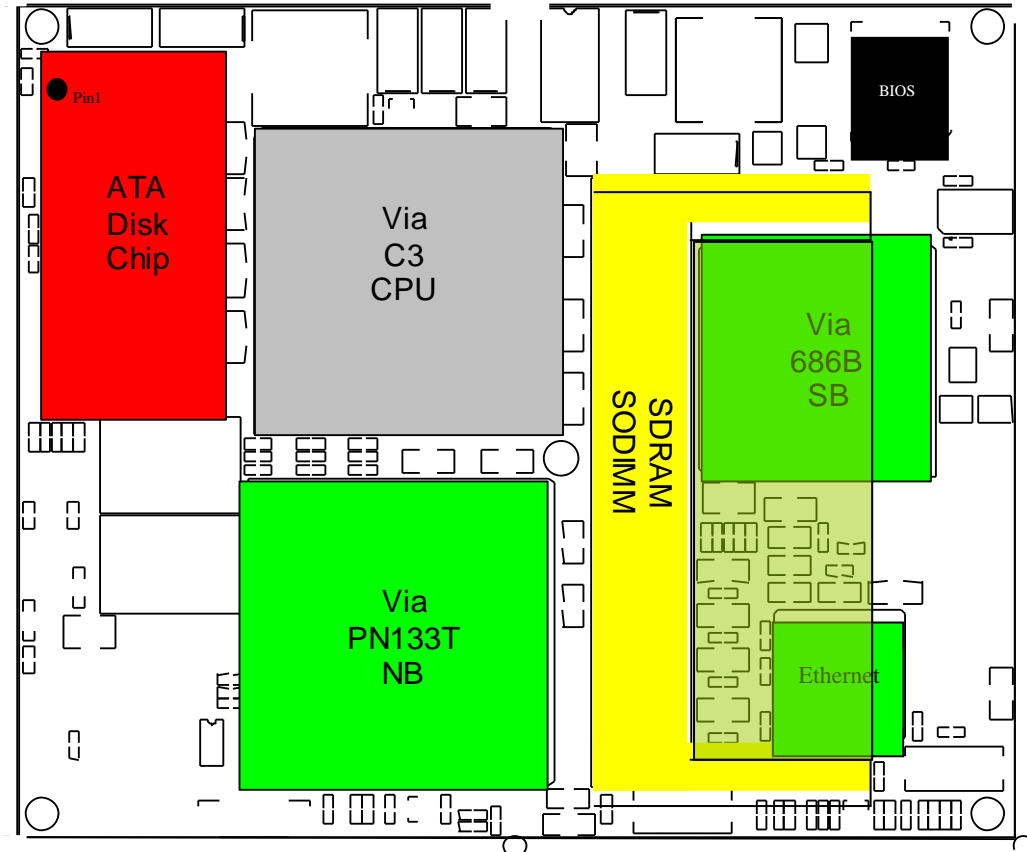 Pin1
BIOS
ATA
Disk
Chip
Via
C3
CPU
Via
686B
SB
SDRAM
SODIMM
Via
PN133T
NB
Ethernet